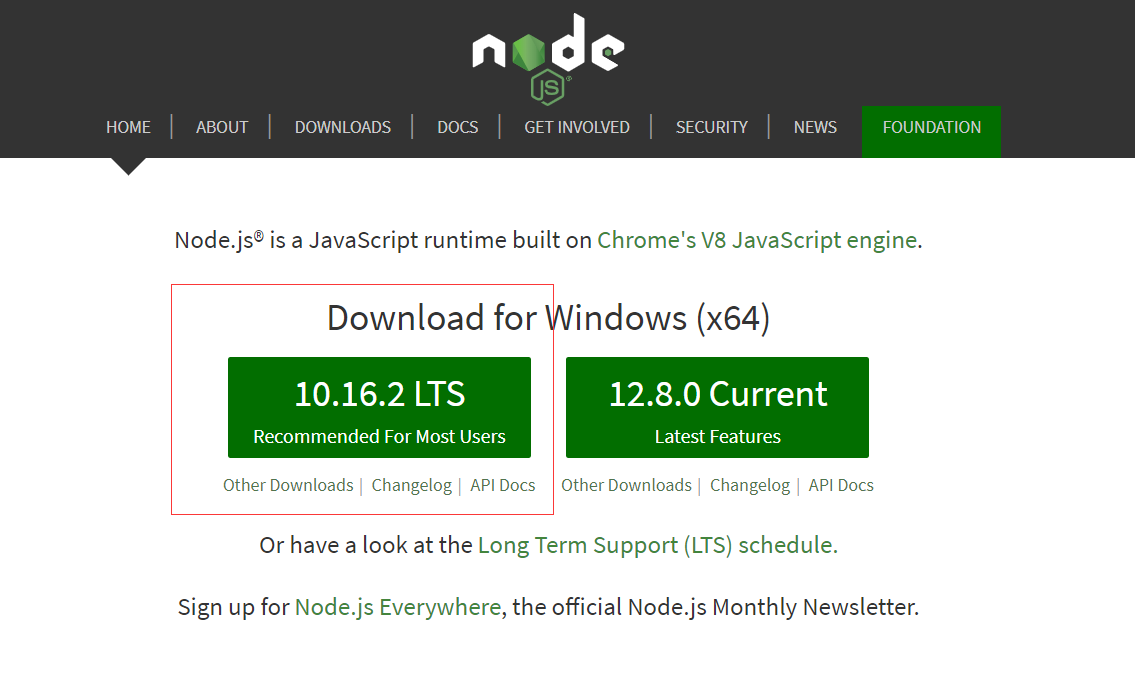 node
JS®
HOME | ABOUT | DOWNLOADS | DOCS | GET INVOLVED | SECURITY | NEWS FOUNDATION
Node.js® is a JavaScript runtime built on Chrome's V8 JavaScript engine.
Download for Windows (x64)
10.16.2 LTS
Recommended For Most Users
Other Downloads | Changelog | API Docs
12.8.0 Current
Latest Features
Other Downloads | Changelog | API Docs
Or have a look at the Long Term Support (LTS) schedule.
Sign up for Node.js Everywhere, the official Node.js Monthly Newsletter.